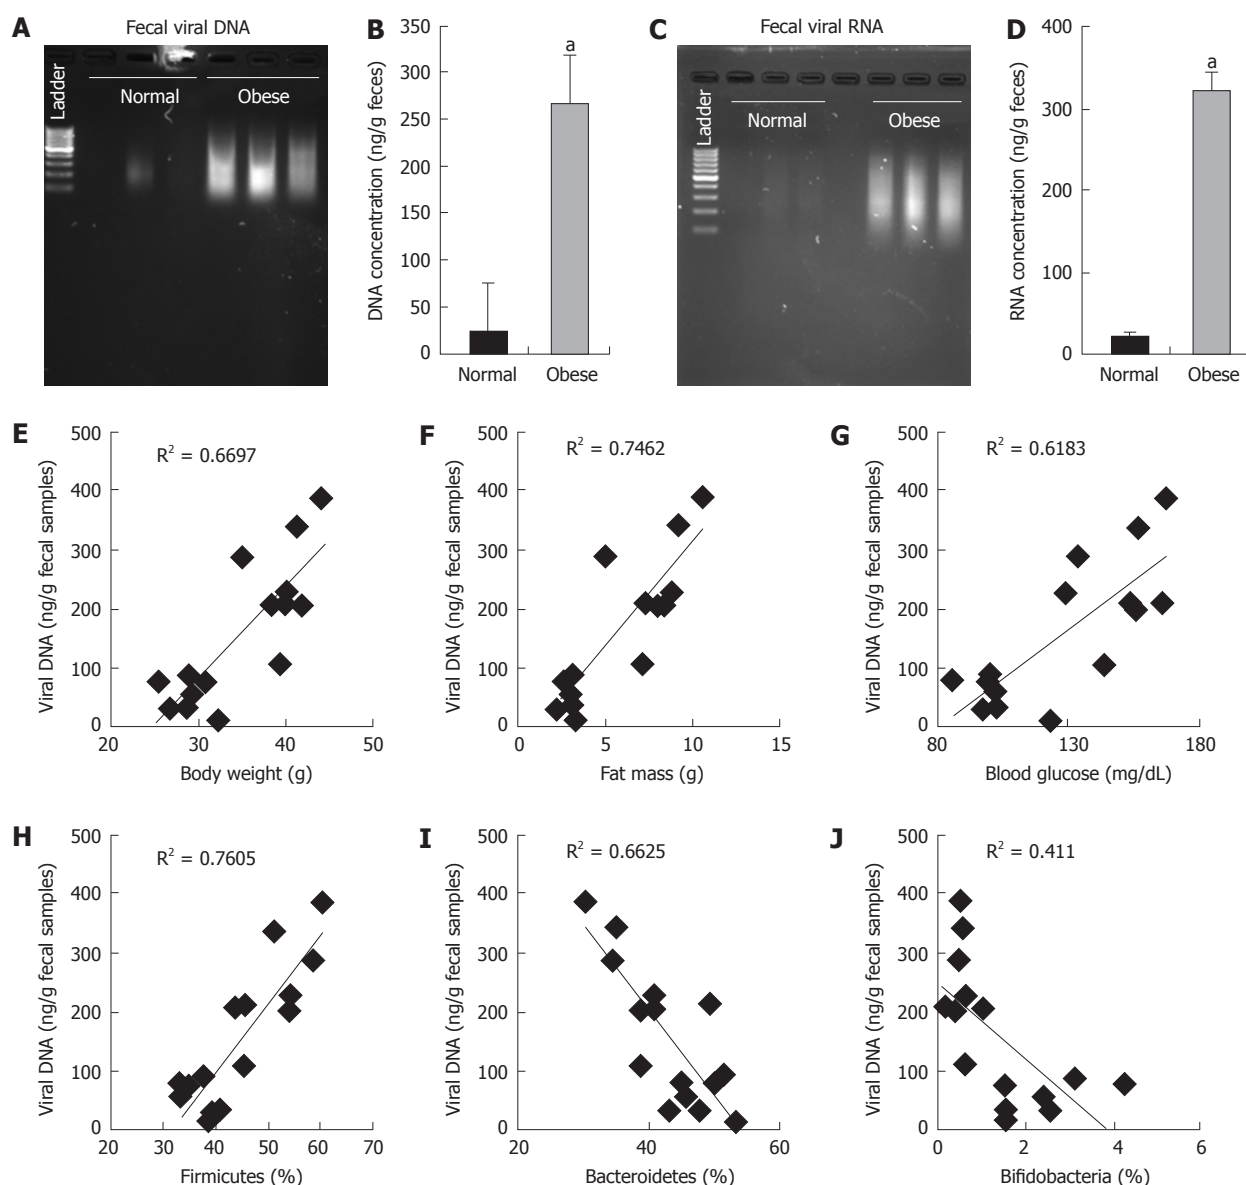 A
Fecal viral DNA
Ladder
Normal
Obese
B
DNA concentration (ng/g feces)
350
300
250
200
150
100
50
0
a
Normal
Obese
C
Fecal viral RNA
Ladder
Normal
Obese
D
RNA concentration (ng/g feces)
400
300
200
100
0
a
Normal
Obese
E
Viral DNA (ng/g fecal samples)
500
400
300
200
100
0
R² = 0.6697
20 30 40 50
Body weight (g)
F
Viral DNA (ng/g fecal samples)
500
400
300
200
100
0
R² = 0.7462
0 5 10 15
Fat mass (g)
G
Viral DNA (ng/g fecal samples)
500
400
300
200
100
0
R² = 0.6183
80 130 180
Blood glucose (mg/dL)
H
Viral DNA (ng/g fecal samples)
500
400
300
200
100
0
R² = 0.7605
20 30 40 50 60 70
Firmicutes (%)
I
Viral DNA (ng/g fecal samples)
500
400
300
200
100
0
R² = 0.6625
20 40 60
Bacteroidetes (%)
J
Viral DNA (ng/g fecal samples)
500
400
300
200
100
0
R² = 0.411
0 2 4 6
Bifidobacteria (%)